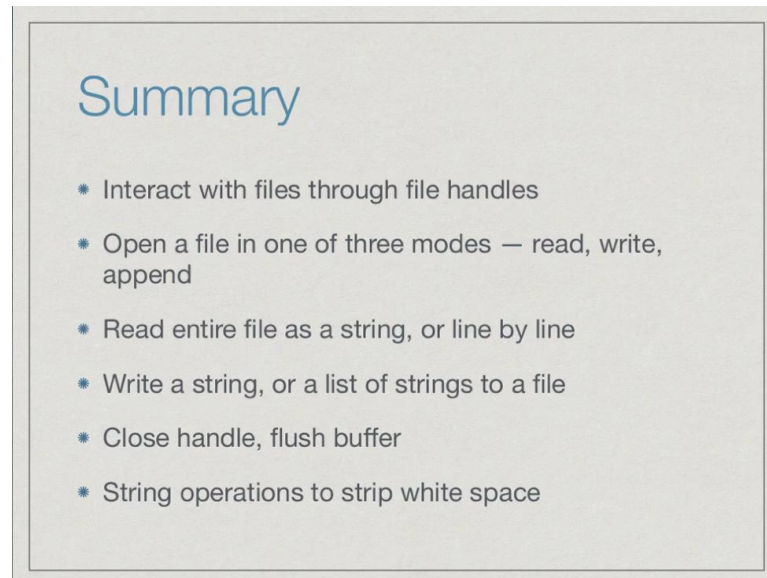 Summary
Interact with files through file handles
Open a file in one of three modes — read, write,
append
Read entire file as a string, or line by line
Write a string, or a list of strings to a file
Close handle, flush buffer
String operations to strip white space